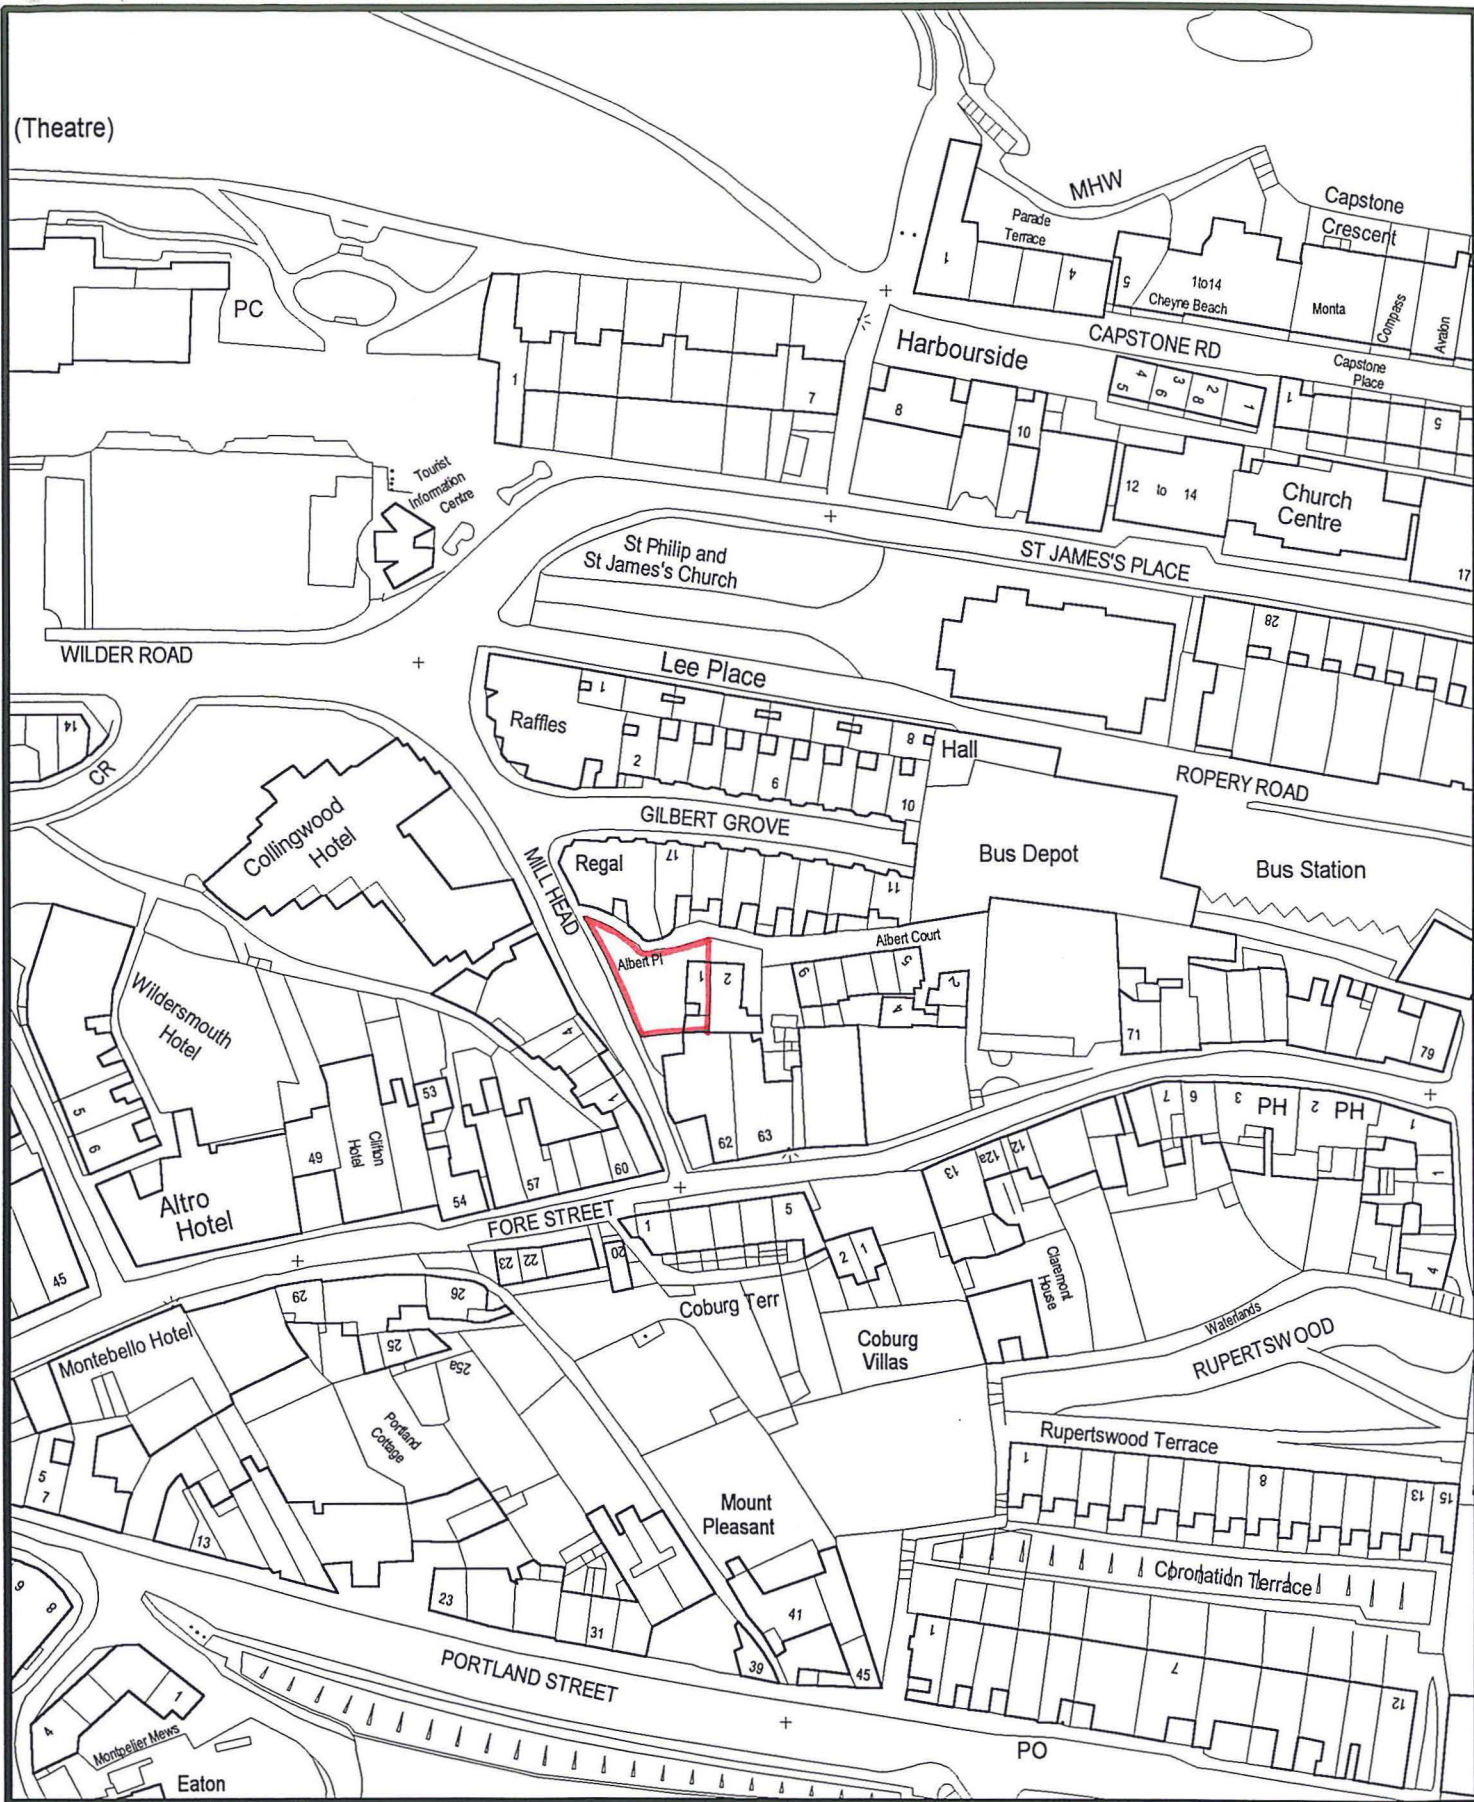 (Theatre)
MHW
Capstone
Crescent
Parade
Terrace
1
4
5
1to14
Cheyne Beach
Monta
Compass
Avalon
PC
CAPSTONE RD
Harbourside
Capstone
Place
1
7
8
10
4
5
3
6
2
8
1
1
5
Tourist
Information
Centre
12 to 14
Church
Centre
17
St Philip and
St James's Church
ST JAMES'S PLACE
28
WILDER ROAD
Lee Place
1
Raffles
2
6
8
10
Hall
14
CR
ROPERY ROAD
GILBERT GROVE
Collingwood
Hotel
MILL HEAD
Regal
17
11
Bus Depot
Bus Station
Albert Court
Albert Pl
1
2
6
5
4
2
Wildersmouth
Hotel
71
79
4
1
53
5
6
49
Clifton
Hotel
54
57
60
62
63
7
6
3
PH
2
PH
1
1
12
12a
13
4
Altro
Hotel
45
FORE STREET
1
5
23
22
20
2
1
Claremont
House
29
26
25
25a
Coburg Terr
Coburg
Villas
Waterlands
RUPERTSWOOD
Montebello Hotel
Portland
Cottage
Rupertswood Terrace
1
8
13
15
5
7
13
Mount
Pleasant
Coronation Terrace
9
8
23
31
41
39
45
1
7
12
PORTLAND STREET
1
4
Montpelier Mews
Eaton
PO